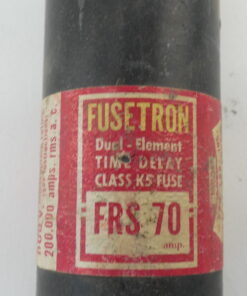 FUSETRON
Dual-Element
TIME DELAY
CLASS K5 FUSE
FRS 70
amp.
200,000 amps. rms a. c.